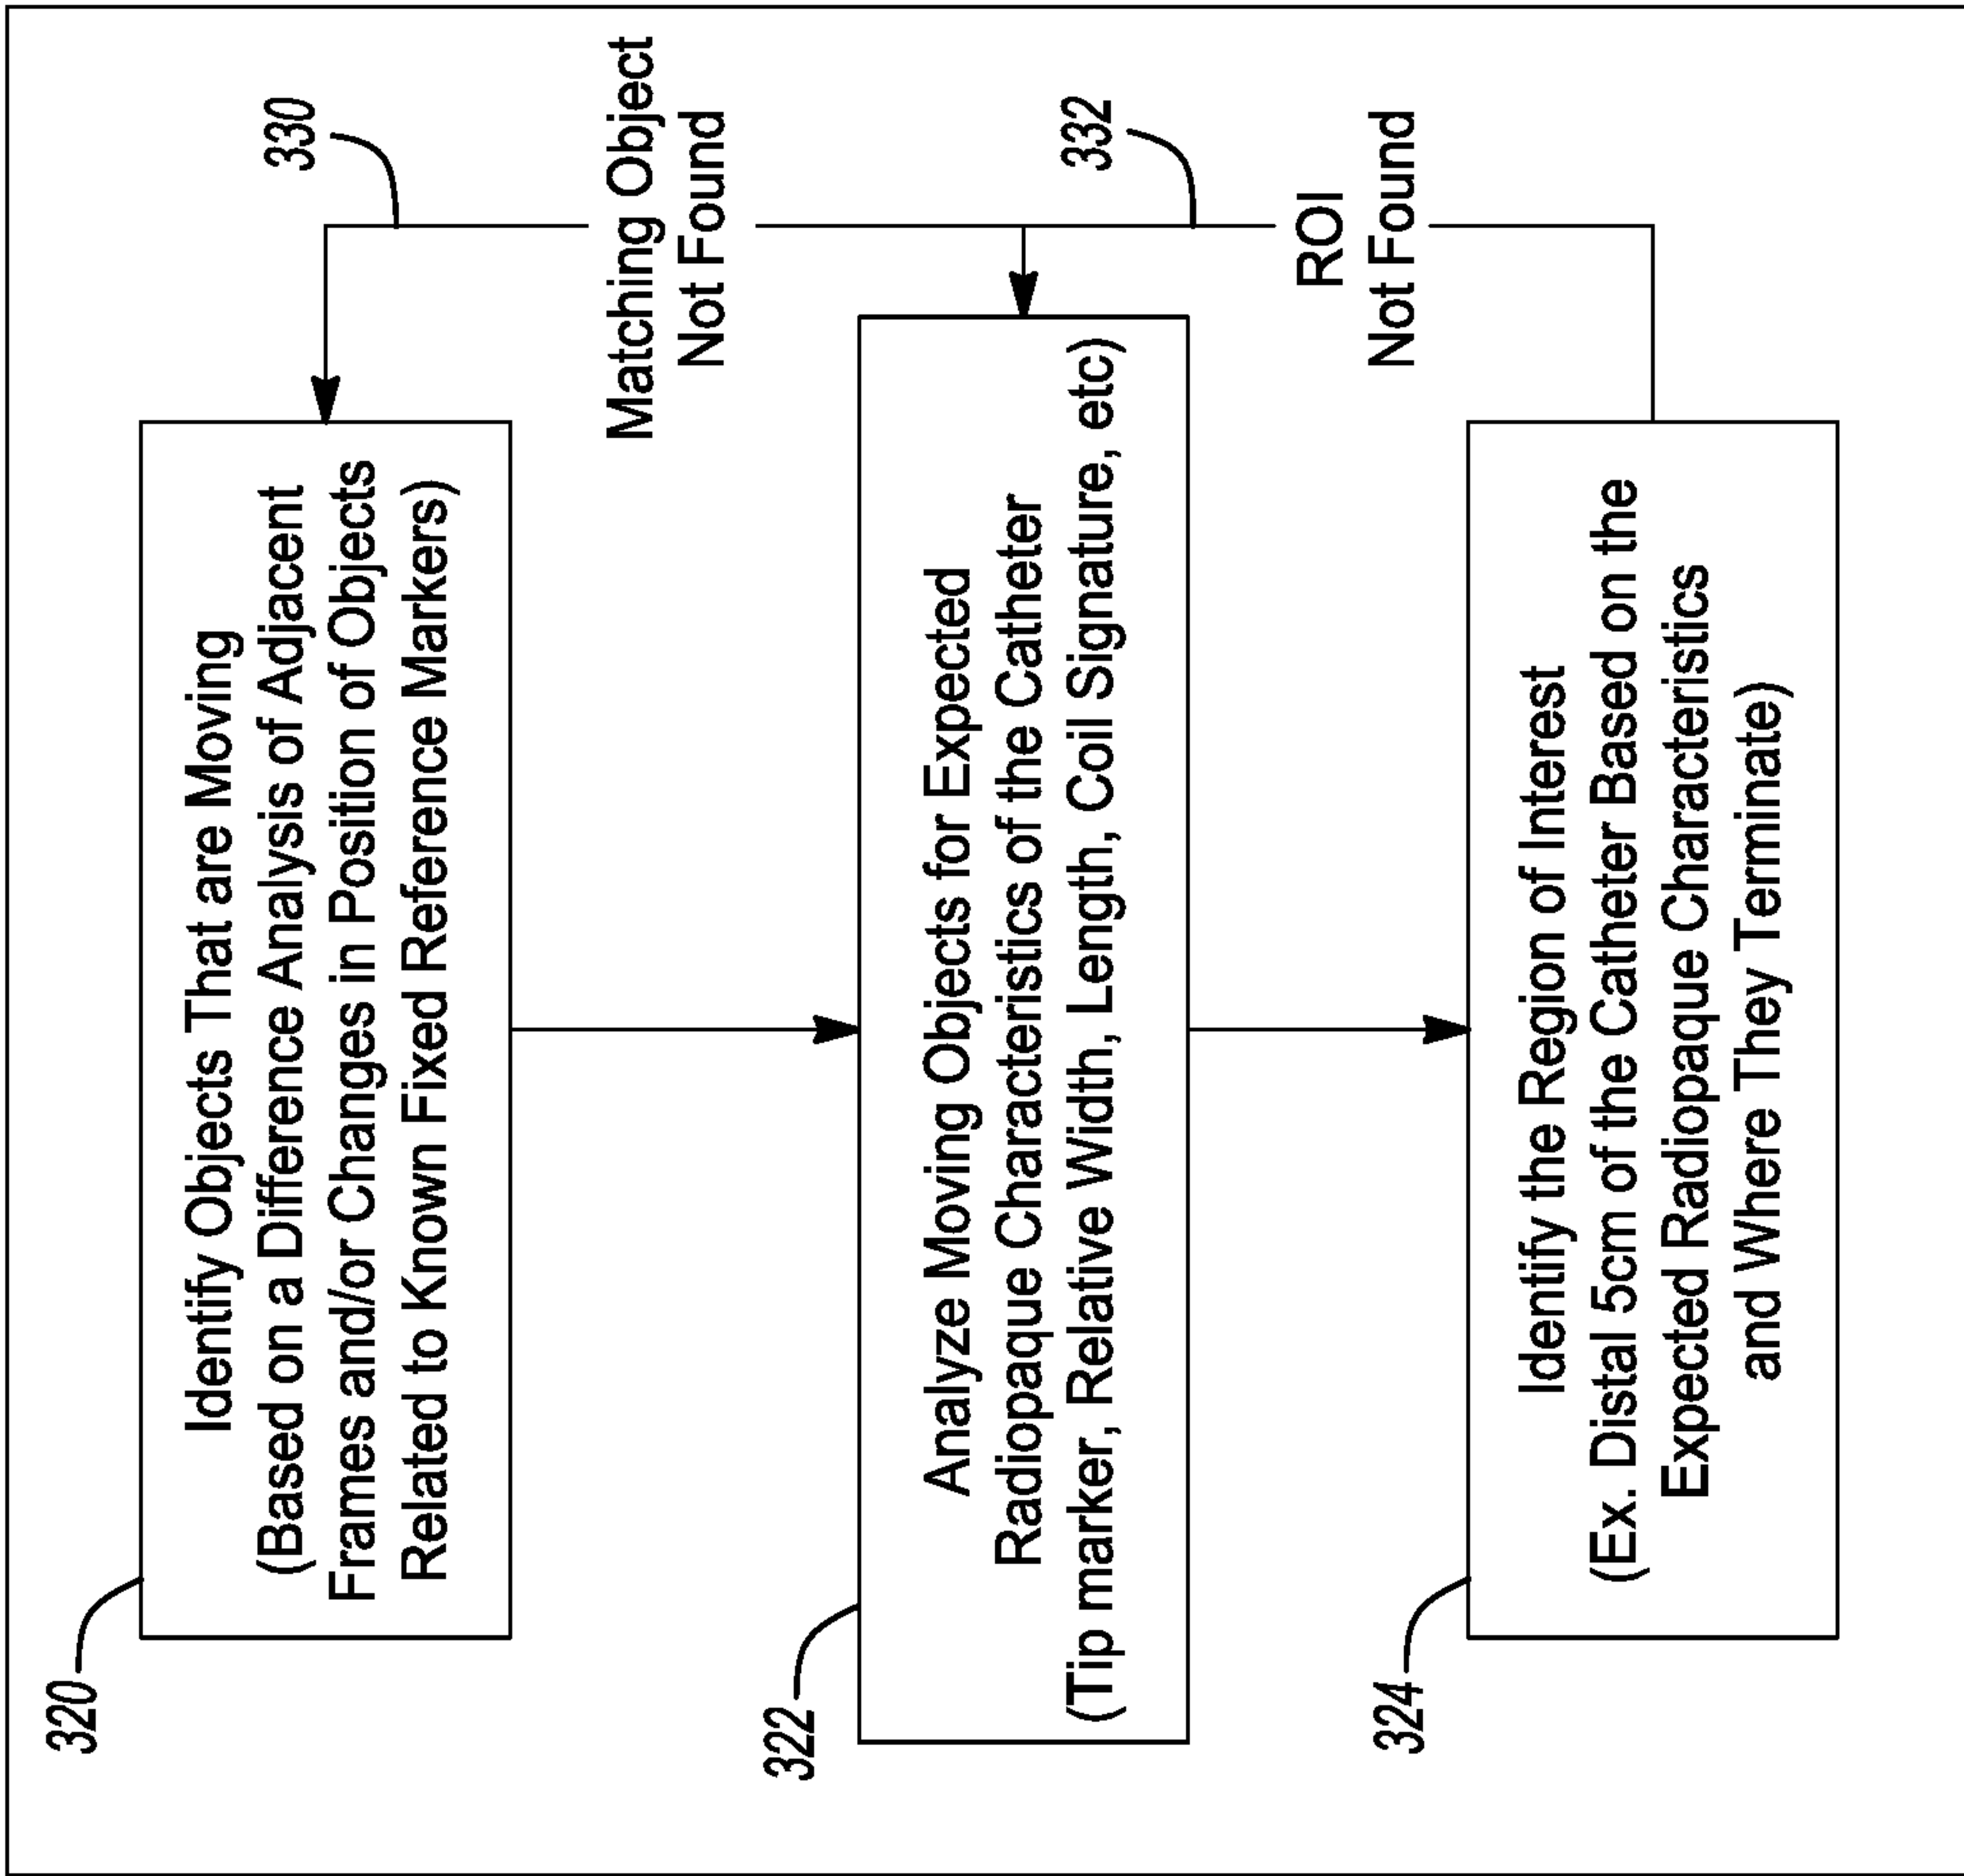 320
Identify Objects That are Moving
(Based on a Difference Analysis of Adjacent
Frames and/or Changes in Position of Objects
Related to Known Fixed Reference Markers)
330
Matching Object
Not Found
322
Analyze Moving Objects for Expected
Radiopaque Characteristics of the Catheter
(Tip marker, Relative Width, Length, Coil Signature, etc)
332
ROI
Not Found
324
Identify the Region of Interest
(Ex. Distal 5cm of the Catheter Based on the
Expected Radiopaque Characteristics
and Where They Terminate)